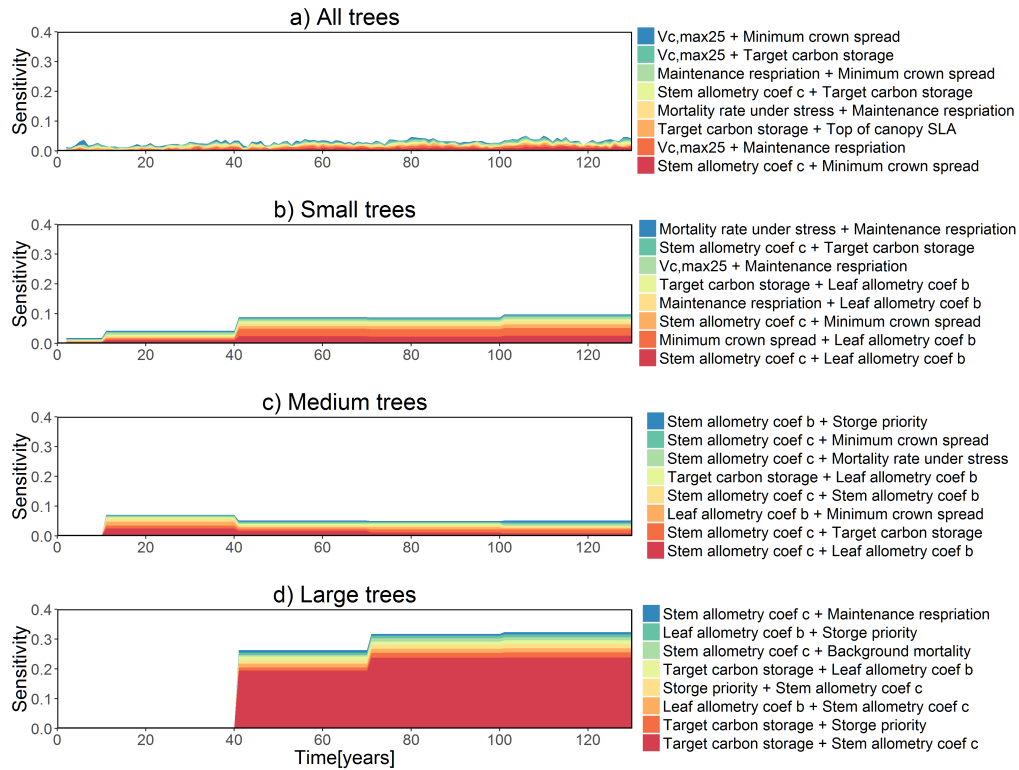 a) All trees
Sensitivity
0.4
0.3
0.2
0.1
0.0
0 20 40 60 80 100 120
Vc,max25 + Minimum crown spread
Vc,max25 + Target carbon storage
Maintenance respriation + Minimum crown spread
Stem allometry coef c + Target carbon storage
Mortality rate under stress + Maintenance respriation
Target carbon storage + Top of canopy SLA
Vc,max25 + Maintenance respriation
Stem allometry coef c + Minimum crown spread
b) Small trees
Sensitivity
0.4
0.3
0.2
0.1
0.0
0 20 40 60 80 100 120
Mortality rate under stress + Maintenance respriation
Stem allometry coef c + Target carbon storage
Vc,max25 + Maintenance respriation
Target carbon storage + Leaf allometry coef b
Maintenance respriation + Leaf allometry coef b
Stem allometry coef c + Minimum crown spread
Minimum crown spread + Leaf allometry coef b
Stem allometry coef c + Leaf allometry coef b
c) Medium trees
Sensitivity
0.4
0.3
0.2
0.1
0.0
0 20 40 60 80 100 120
Stem allometry coef b + Storge priority
Stem allometry coef c + Minimum crown spread
Stem allometry coef c + Mortality rate under stress
Target carbon storage + Leaf allometry coef b
Stem allometry coef c + Stem allometry coef b
Leaf allometry coef b + Minimum crown spread
Stem allometry coef c + Target carbon storage
Stem allometry coef c + Leaf allometry coef b
d) Large trees
Sensitivity
0.4
0.3
0.2
0.1
0.0
0 20 40 60 80 100 120
Time[years]
Stem allometry coef c + Maintenance respriation
Leaf allometry coef b + Storge priority
Stem allometry coef c + Background mortality
Target carbon storage + Leaf allometry coef b
Storge priority + Stem allometry coef c
Leaf allometry coef b + Stem allometry coef c
Target carbon storage + Storge priority
Target carbon storage + Stem allometry coef c